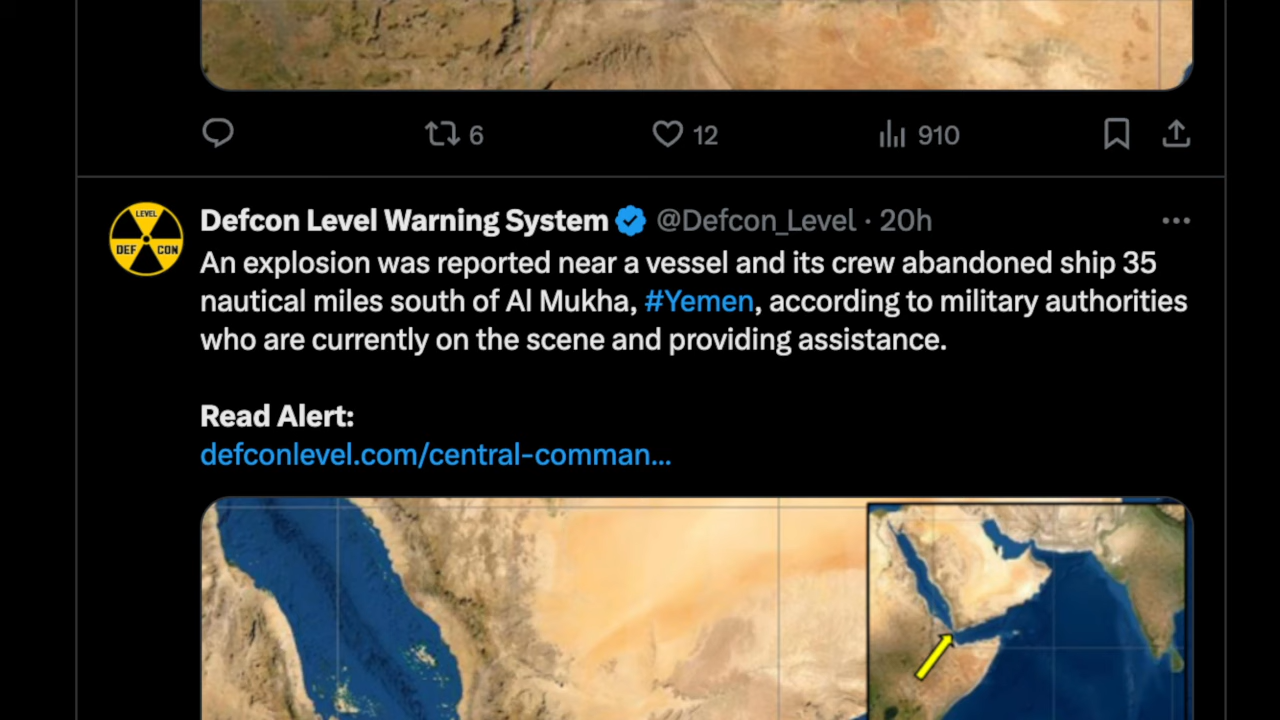 6 12 910
LEVEL
DEF CON
Defcon Level Warning System @Defcon_Level · 20h
An explosion was reported near a vessel and its crew abandoned ship 35
nautical miles south of Al Mukha, #Yemen, according to military authorities
who are currently on the scene and providing assistance.
Read Alert:
defconlevel.com/central-comman...